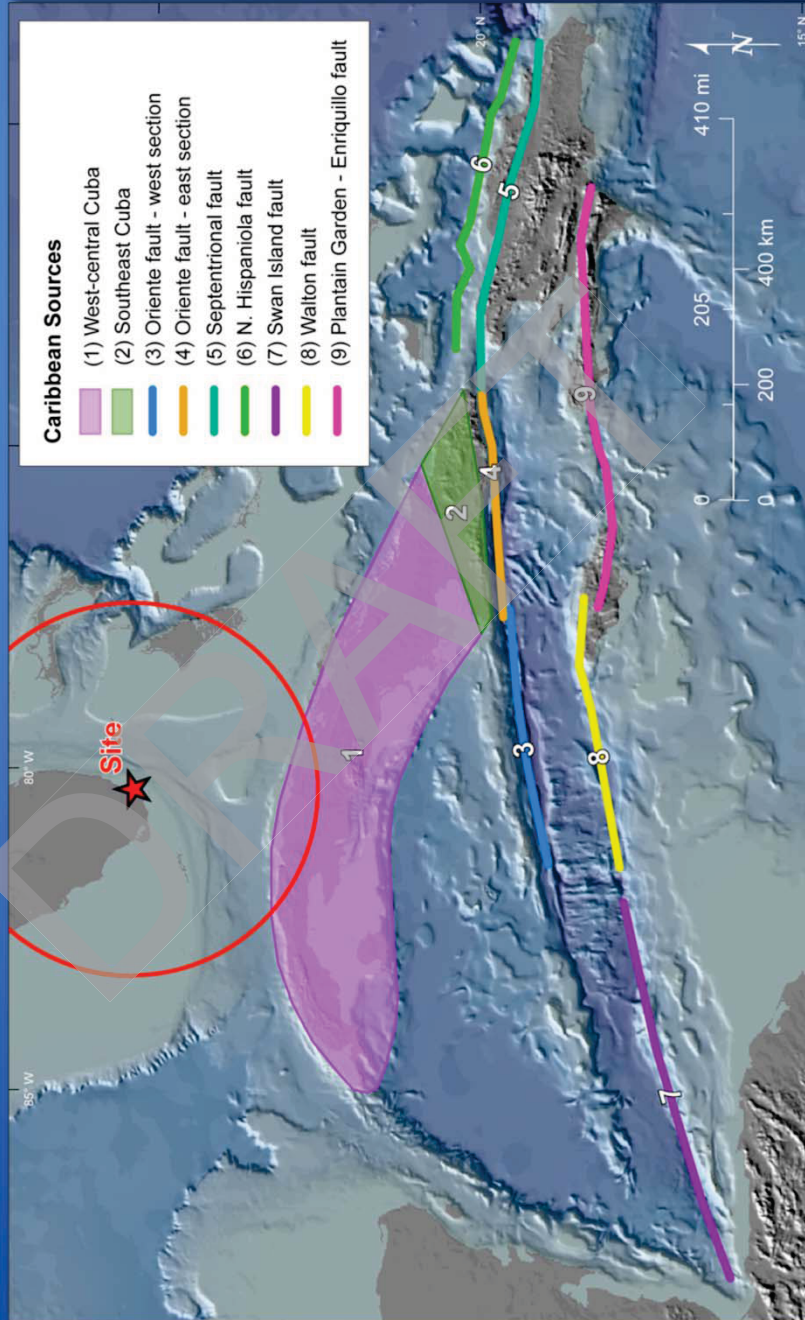 Caribbean Sources
(1) West-central Cuba
(2) Southeast Cuba
(3) Oriente fault - west section
(4) Oriente fault - east section
(5) Septentrional fault
(6) N. Hispaniola fault
(7) Swan Island fault
(8) Walton fault
(9) Plantain Garden - Enriquillo fault
85° W
80° W
20° N
15° N
Site
1
2
3
4
5
6
7
8
9
0 205 410 mi
0 200 400 km
N
DRAFT